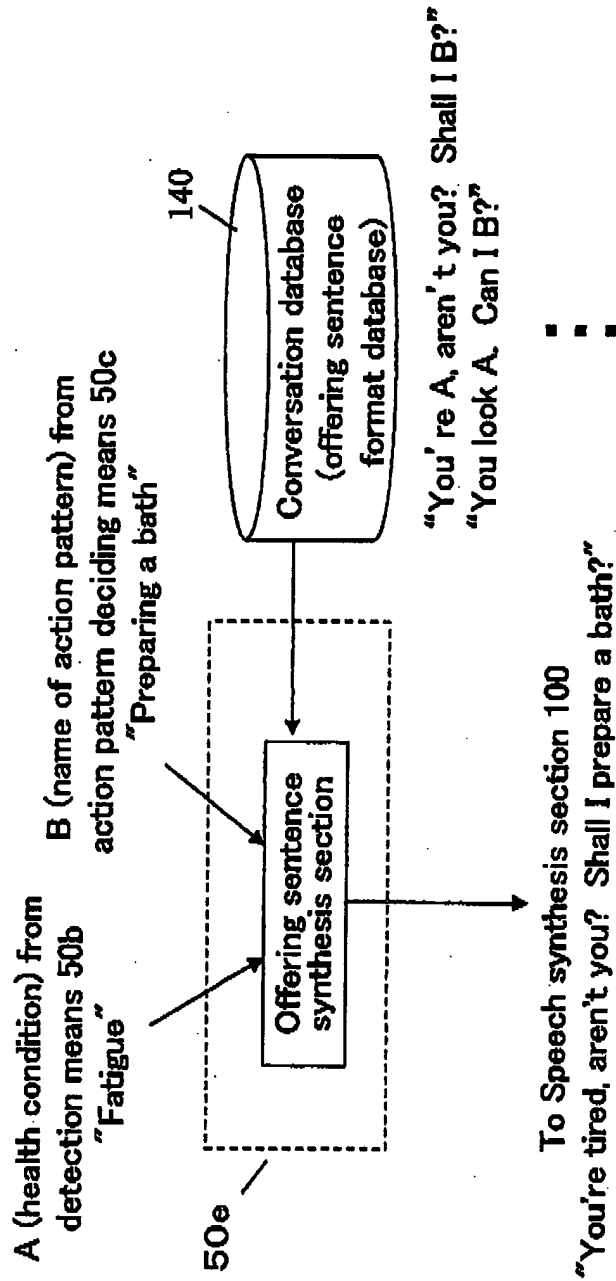 A (health condition) from
detection means 50b
"Fatigue"
B (name of action pattern) from
action pattern deciding means 50c
"Preparing a bath"
50e
Offering sentence
synthesis section
140
Conversation database
(offering sentence
format database)
"You're A, aren't you? Shall I B?"
"You look A. Can I B?"
To Speech synthesis section 100
"You're tired, aren't you? Shall I prepare a bath?"